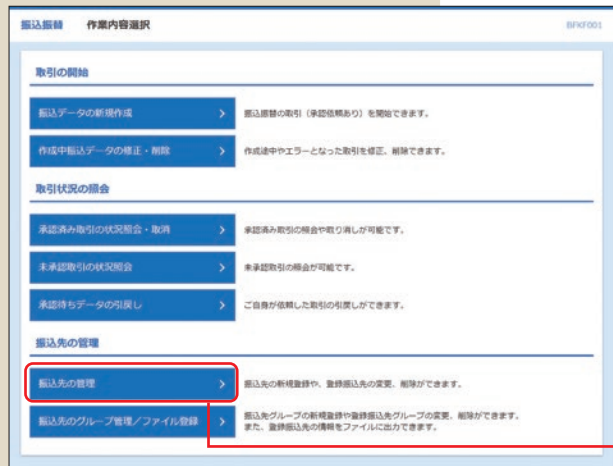 振込振替 作業内容選択 BFKF001
取引の開始
振込データの新規作成 振込振替の取引（承認依頼あり）を開始できます。
作成中振込データの修正・削除 作成途中やエラーとなった取引を修正、削除できます。
取引状況の照会
承認済み取引の状況照会・取消 承認済み取引の照会や取り消しが可能です。
未承認取引の状況照会 未承認取引の照会が可能です。
承認待ちデータの引戻し ご自身が依頼した取引の引戻しができます。
振込先の管理
振込先の管理 振込先の新規登録や、登録振込先の変更、削除ができます。
振込先のグループ管理／ファイル登録 振込先グループの新規登録や登録振込先グループの変更、削除ができます。
また、登録振込先の情報をファイルに出力できます。